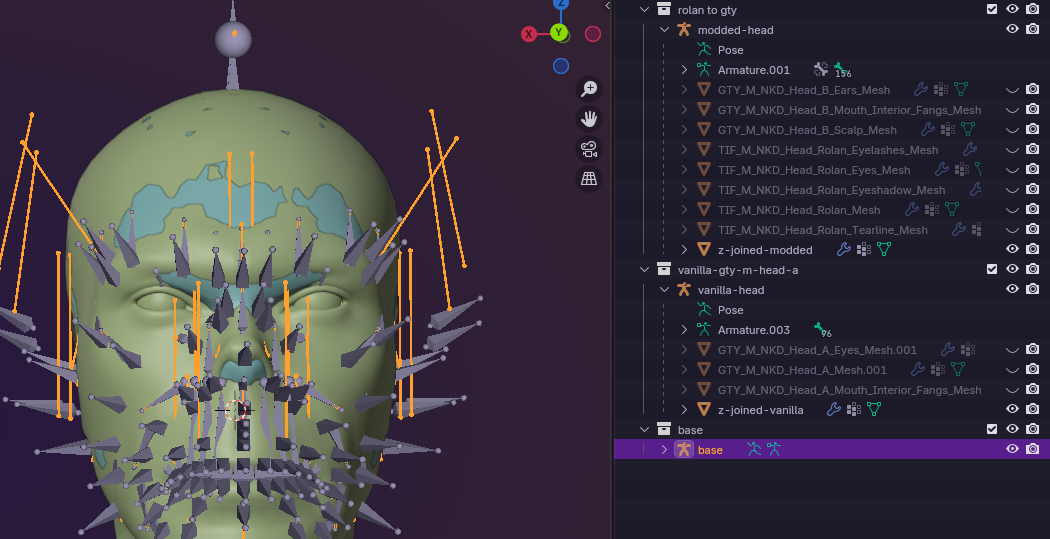 Z
X
Y
rolan to gty
modded-head
Pose
Armature.001
156
GTY_M_NKD_Head_B_Ears_Mesh
GTY_M_NKD_Head_B_Mouth_Interior_Fangs_Mesh
GTY_M_NKD_Head_B_Scalp_Mesh
TIF_M_NKD_Head_Rolan_Eyelashes_Mesh
TIF_M_NKD_Head_Rolan_Eyes_Mesh
TIF_M_NKD_Head_Rolan_Eyeshadow_Mesh
TIF_M_NKD_Head_Rolan_Mesh
TIF_M_NKD_Head_Rolan_Tearline_Mesh
z-joined-modded
vanilla-gty-m-head-a
vanilla-head
Pose
Armature.003
96
GTY_M_NKD_Head_A_Eyes_Mesh.001
GTY_M_NKD_Head_A_Mesh.001
GTY_M_NKD_Head_A_Mouth_Interior_Fangs_Mesh
z-joined-vanilla
base
base